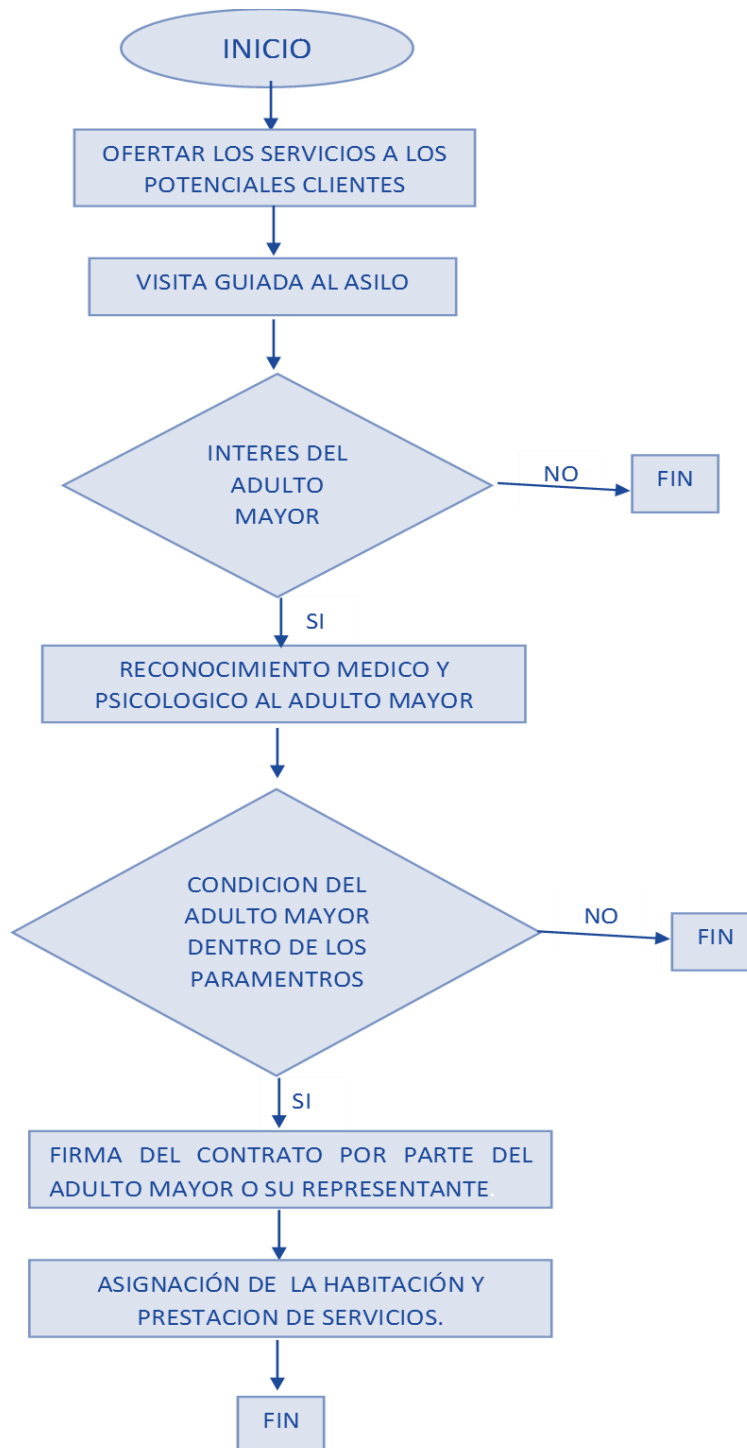 INICIO
OFERTAR LOS SERVICIOS A LOS
POTENCIALES CLIENTES
VISITA GUIADA AL ASILO
INTERES DEL
ADULTO
MAYOR
NO
FIN
SI
RECONOCIMIENTO MEDICO Y
PSICOLOGICO AL ADULTO MAYOR
CONDICION DEL
ADULTO MAYOR
DENTRO DE LOS
PARAMENTROS
NO
FIN
SI
FIRMA DEL CONTRATO POR PARTE DEL
ADULTO MAYOR O SU REPRESENTANTE.
ASIGNACIÓN DE LA HABITACIÓN Y
PRESTACION DE SERVICIOS.
FIN